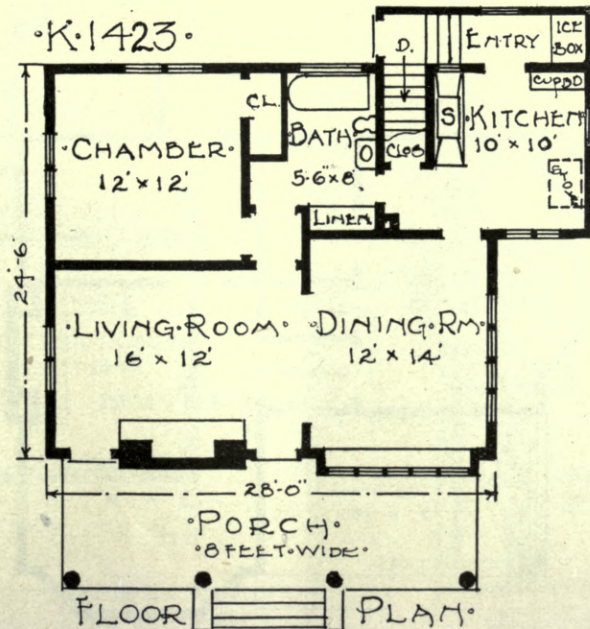 ·K·1423·
D.
ENTRY
ICE
BOX
CL.
CUPBD
S
·KITCHEN·
10' × 10'
BATH
·CHAMBER·
12' × 12'
CLOS
5·6" × 8'
STOVE
LINEN
24'-6"
·LIVING·ROOM·
16' × 12'
·DINING·RM·
12' × 14'
28'-0"
·PORCH·
·8 FEET·WIDE·
FLOOR PLAN·